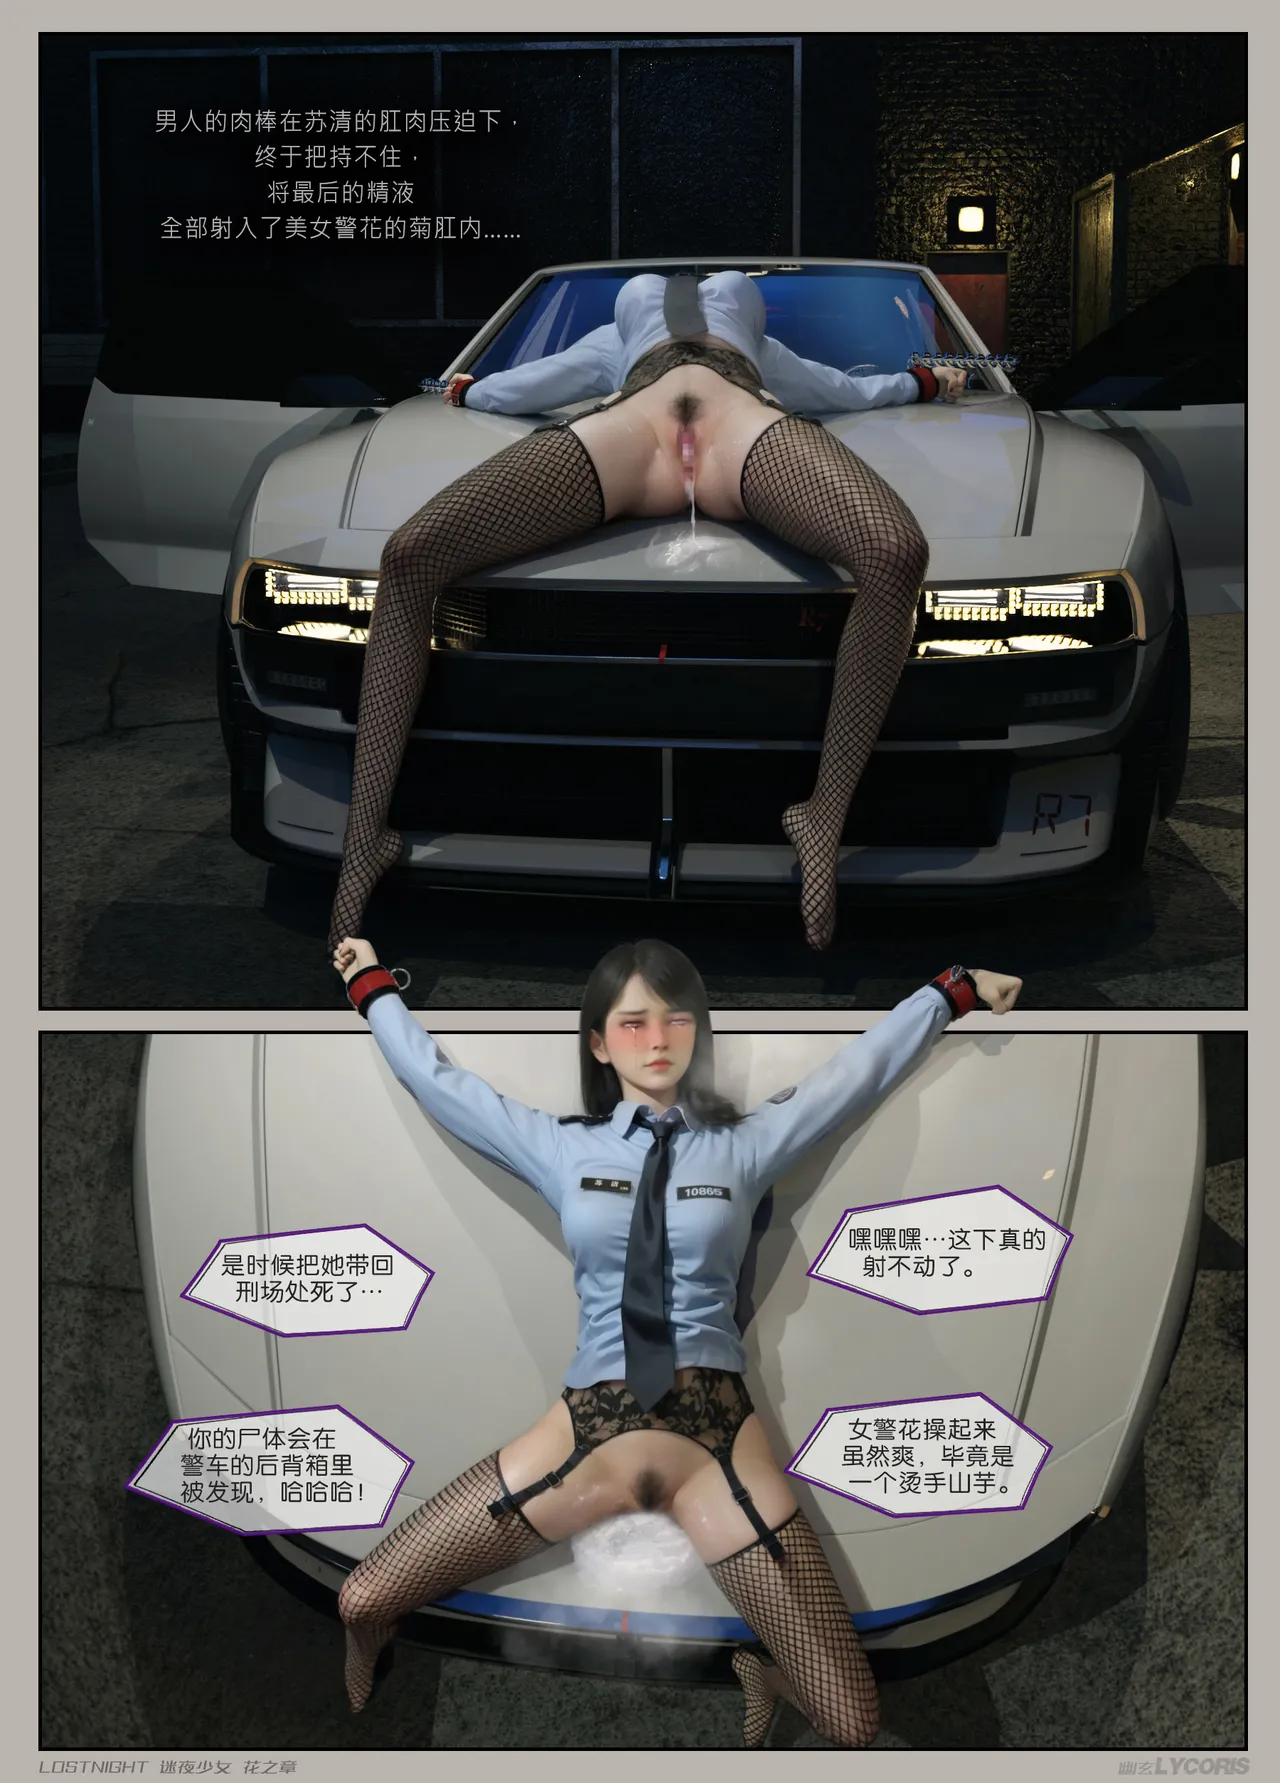 男人的肉棒在苏清的肛肉压迫下，
终于把持不住，
将最后的精液
全部射入了美女警花的菊肛内……
R7
R7
10865
嘿嘿嘿…这下真的
射不动了。
是时候把她带回
刑场处死了…
女警花操起来
虽然爽，毕竟是
一个烫手山芋。
你的尸体会在
警车的后背箱里
被发现，哈哈哈！
LOSTNIGHT 迷夜少女 花之章
幽玄LYCORIS